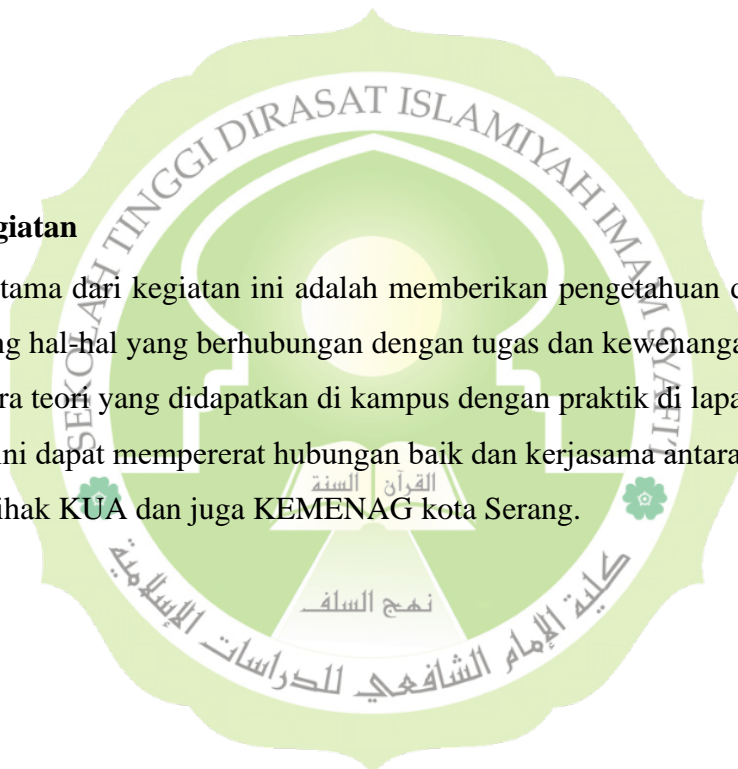 SEKOLAH TINGGI DIRASAT ISLAMIYAH IMAM SYAFI'I
giatan
tama dari kegiatan ini adalah memberikan pengetahuan d
ng hal-hal yang berhubungan dengan tugas dan kewenanga
ra teori yang didapatkan di kampus dengan praktik di lapa
ini dapat mempererat hubungan baik dan kerjasama antara
ihak KUA dan juga KEMENAG kota Serang.
القرآن السنة
نهج السلف
كلية الإمام الشافعي للدراسات الإسلامية